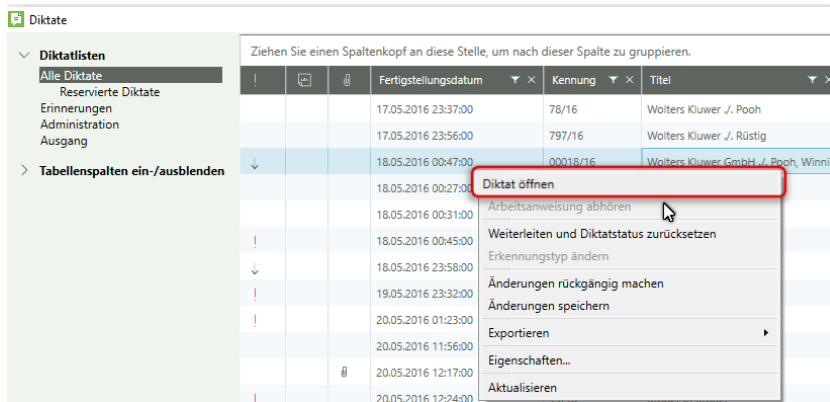 Diktate
Diktatlisten
Alle Diktate
Reservierte Diktate
Erinnerungen
Administration
Ausgang
Tabellenspalten ein-/ausblenden
Ziehen Sie einen Spaltenkopf an diese Stelle, um nach dieser Spalte zu gruppieren.
Fertigstellungsdatum Kennung Titel
17.05.2016 23:37:00 78/16 Wolters Kluwer ./. Pooh
17.05.2016 23:56:00 797/16 Wolters Kluwer ./. Rüstig
18.05.2016 00:47:00 00018/16 Wolters Kluwer GmbH ./. Pooh, Winni
18.05.2016 00:27:00
18.05.2016 00:31:00
18.05.2016 00:45:00
18.05.2016 23:58:00
19.05.2016 23:32:00
20.05.2016 01:23:00
20.05.2016 11:56:00
20.05.2016 12:17:00
20.05.2016 12:24:00
Diktat öffnen
Arbeitsanweisung abhören
Weiterleiten und Diktatstatus zurücksetzen
Erkennungstyp ändern
Änderungen rückgängig machen
Änderungen speichern
Exportieren
Eigenschaften...
Aktualisieren